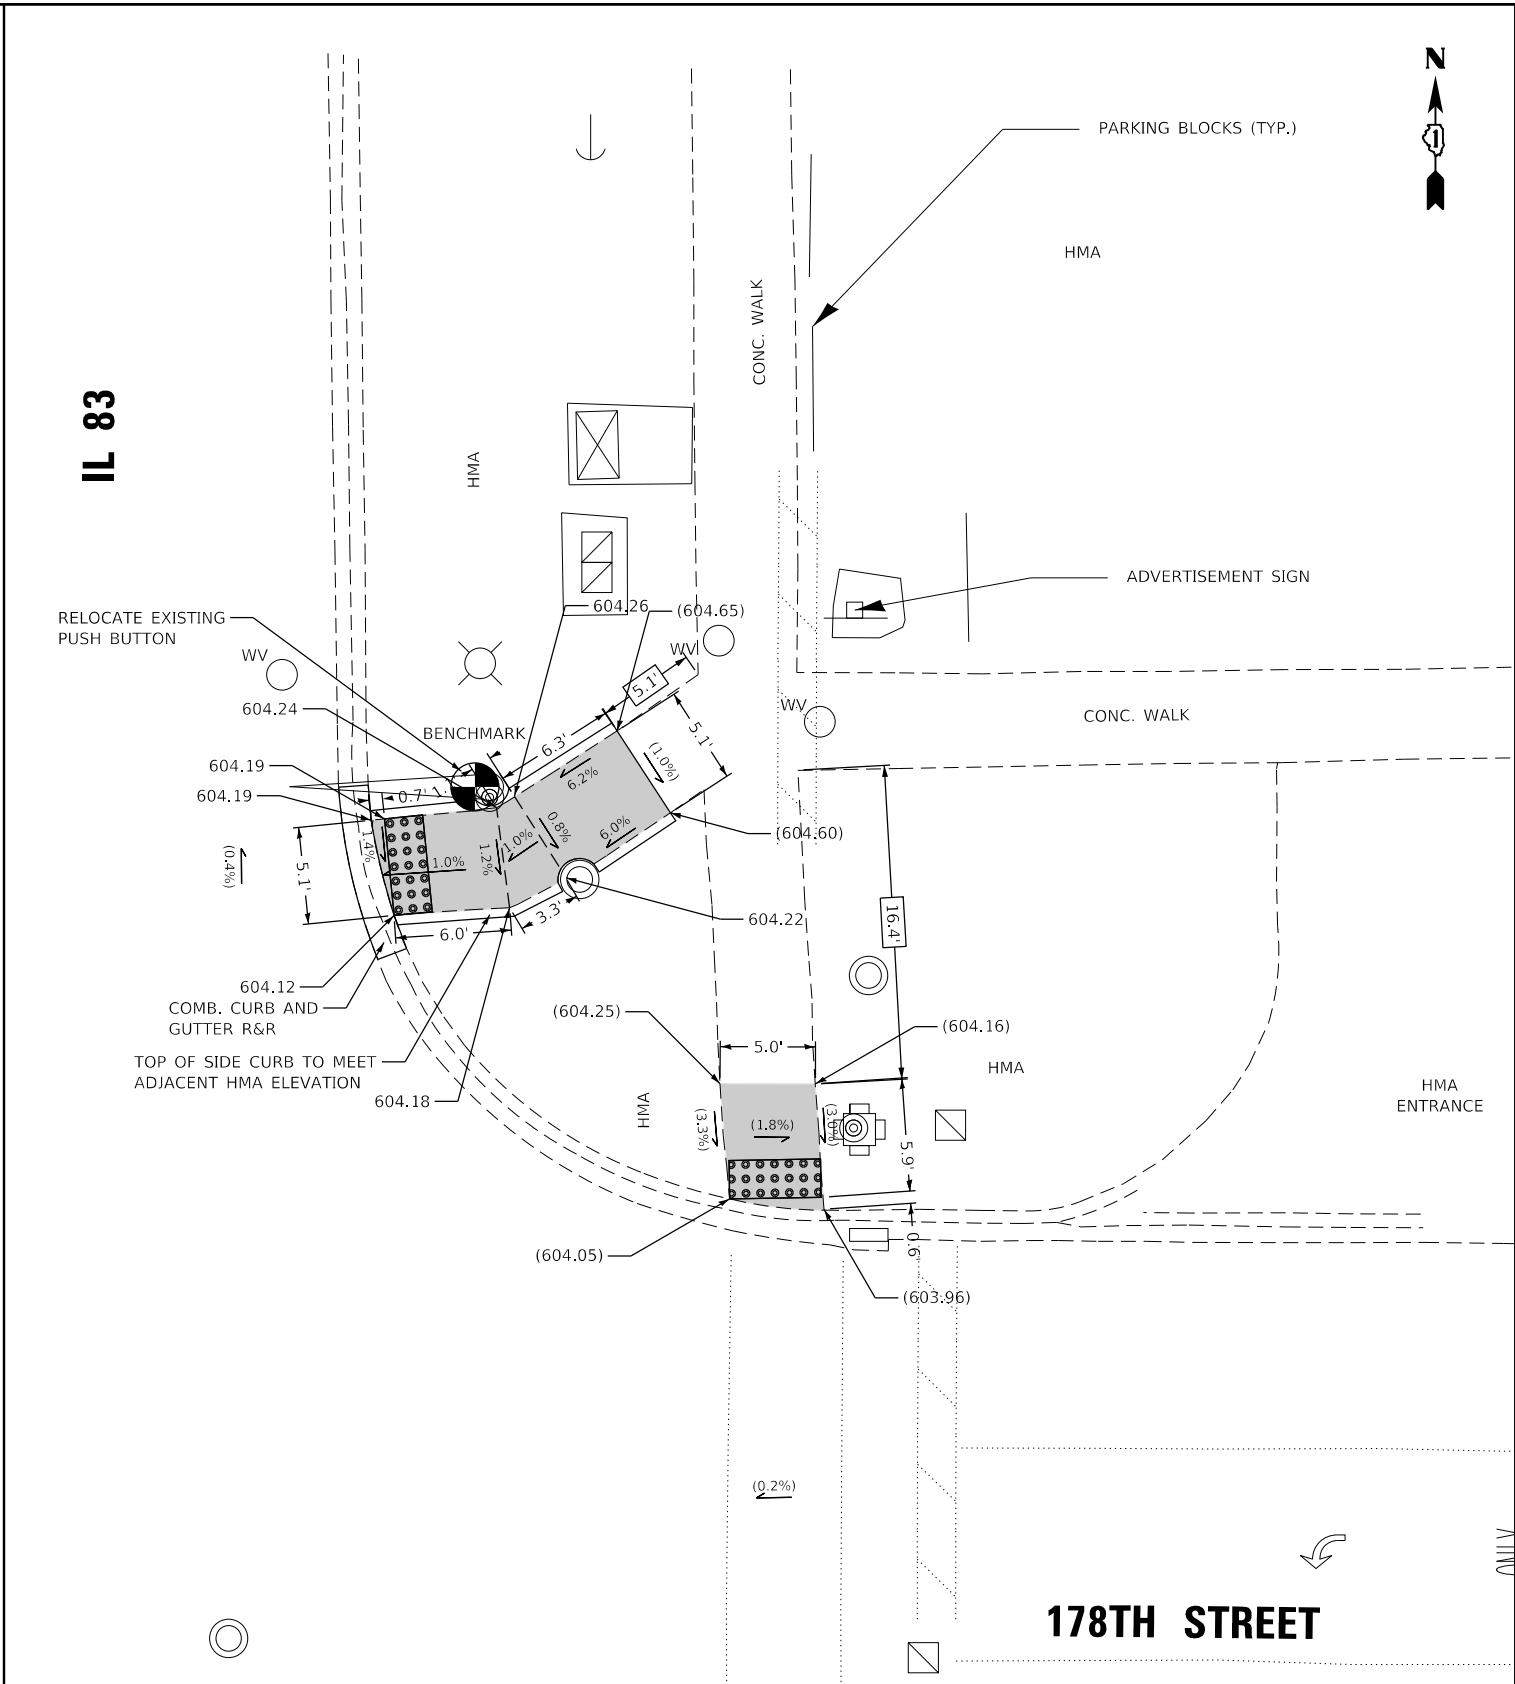 N
1
PARKING BLOCKS (TYP.)
HMA
CONC. WALK
IL 83
HMA
ADVERTISEMENT SIGN
RELOCATE EXISTING
PUSH BUTTON
604.26
(604.65)
WV
WV
5.1'
604.24
WV
CONC. WALK
BENCHMARK
6.3'
5.1'
(1.0%)
6.2%
604.19
604.19
0.7'
0.8%
6.0%
(604.60)
1.4%
1.2%
1.0%
1.0%
(0.4%)
5.1'
16.4'
604.22
3.3'
6.0'
604.12
COMB. CURB AND
GUTTER R&R
(604.25)
(604.16)
5.0'
TOP OF SIDE CURB TO MEET
ADJACENT HMA ELEVATION
HMA
604.18
HMA
HMA
ENTRANCE
(3.3%)
(1.8%)
(3.0%)
5.9'
0.6'
(604.05)
(603.96)
(0.2%)
178TH STREET